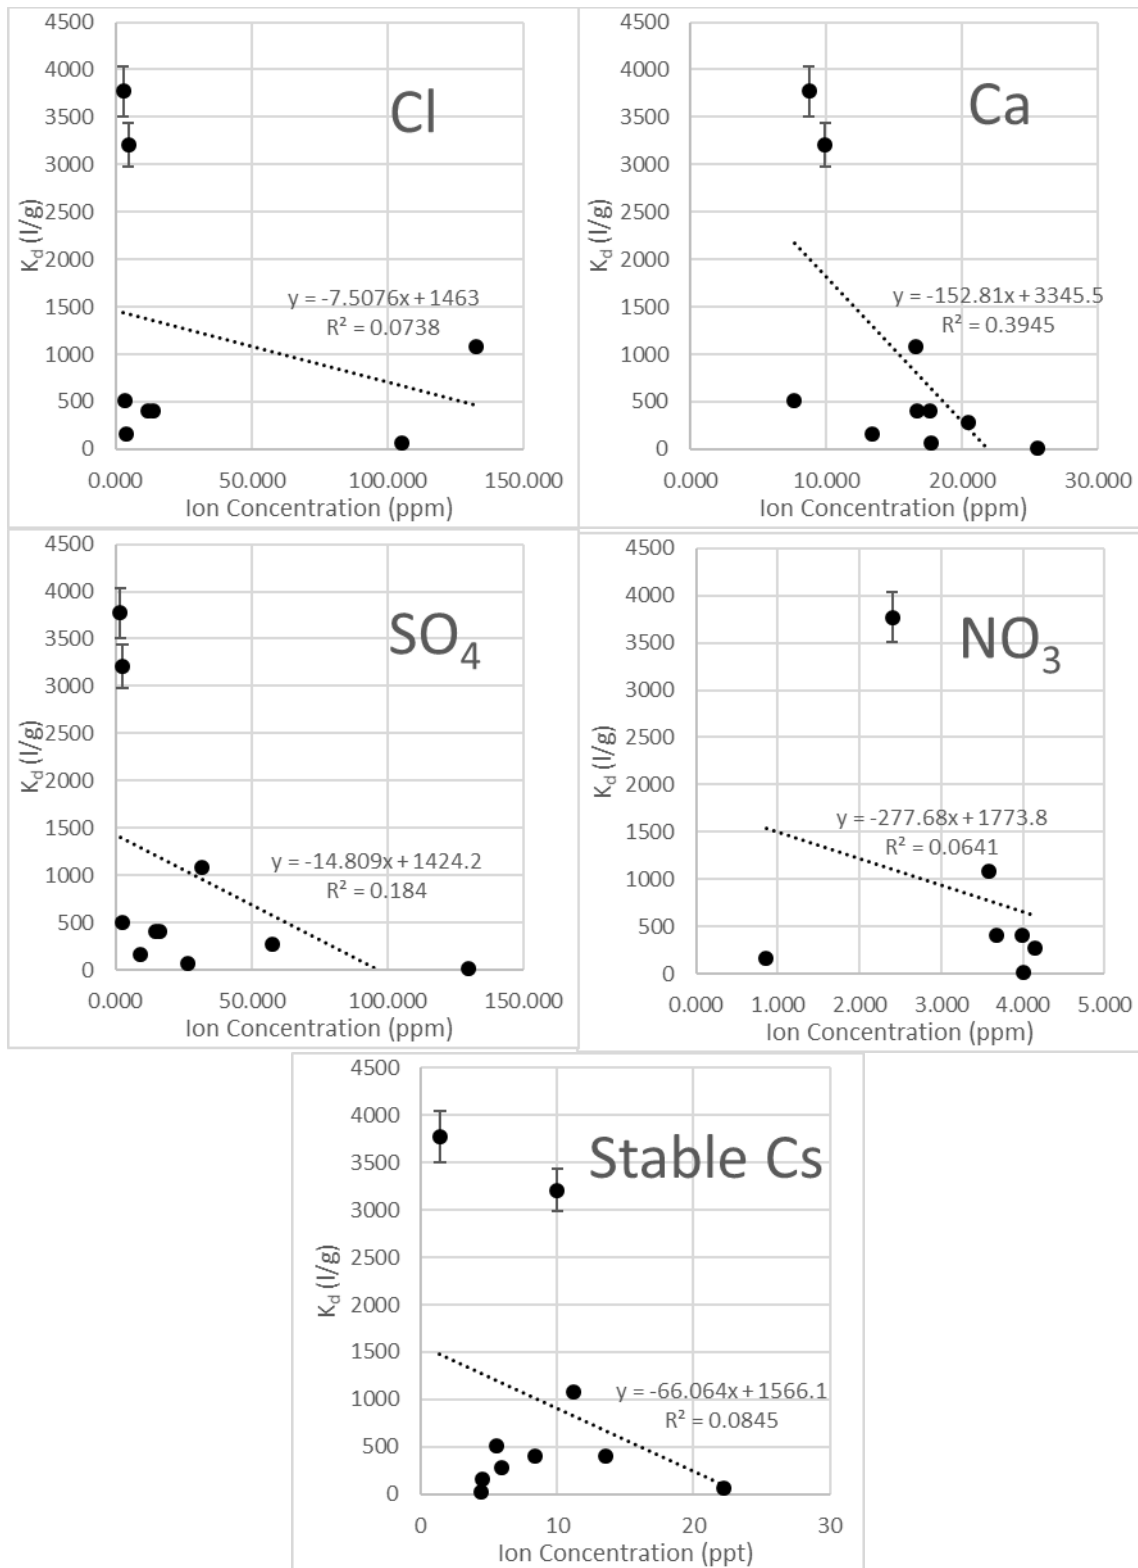 4500
4000
3500
3000
2500
2000
1500
1000
500
0
K_d (l/g)
Cl
y = -7.5076x + 1463
R² = 0.0738
0.000 50.000 100.000 150.000
Ion Concentration (ppm)
4500
4000
3500
3000
2500
2000
1500
1000
500
0
K_d (l/g)
Ca
y = -152.81x + 3345.5
R² = 0.3945
0.000 10.000 20.000 30.000
Ion Concentration (ppm)
4500
4000
3500
3000
2500
2000
1500
1000
500
0
K_d (l/g)
SO₄
y = -14.809x + 1424.2
R² = 0.184
0.000 50.000 100.000 150.000
Ion Concentration (ppm)
4500
4000
3500
3000
2500
2000
1500
1000
500
0
K_d (l/g)
NO₃
y = -277.68x + 1773.8
R² = 0.0641
0.000 1.000 2.000 3.000 4.000 5.000
Ion Concentration (ppm)
4500
4000
3500
3000
2500
2000
1500
1000
500
0
K_d (l/g)
Stable Cs
y = -66.064x + 1566.1
R² = 0.0845
0 10 20 30
Ion Concentration (ppt)